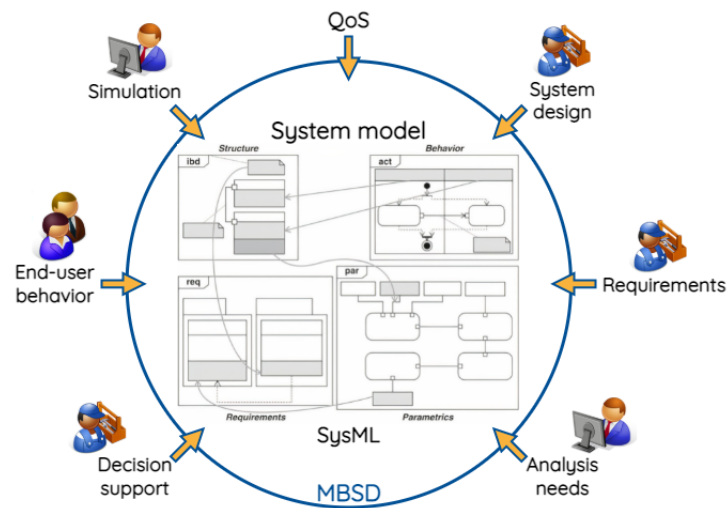 QoS
Simulation
System
design
System model
Structure
Behavior
ibd
act
End-user
behavior
Requirements
req
par
Requirements
Parametrics
SysML
Decision
support
Analysis
needs
MBSD